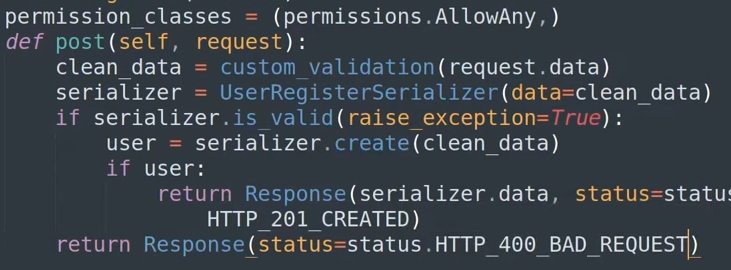 permission_classes = (permissions.AllowAny,)
def post(self, request):
clean_data = custom_validation(request.data)
serializer = UserRegisterSerializer(data=clean_data)
if serializer.is_valid(raise_exception=True):
user = serializer.create(clean_data)
if user:
return Response(serializer.data, status=status
HTTP_201_CREATED)
return Response(status=status.HTTP_400_BAD_REQUEST)